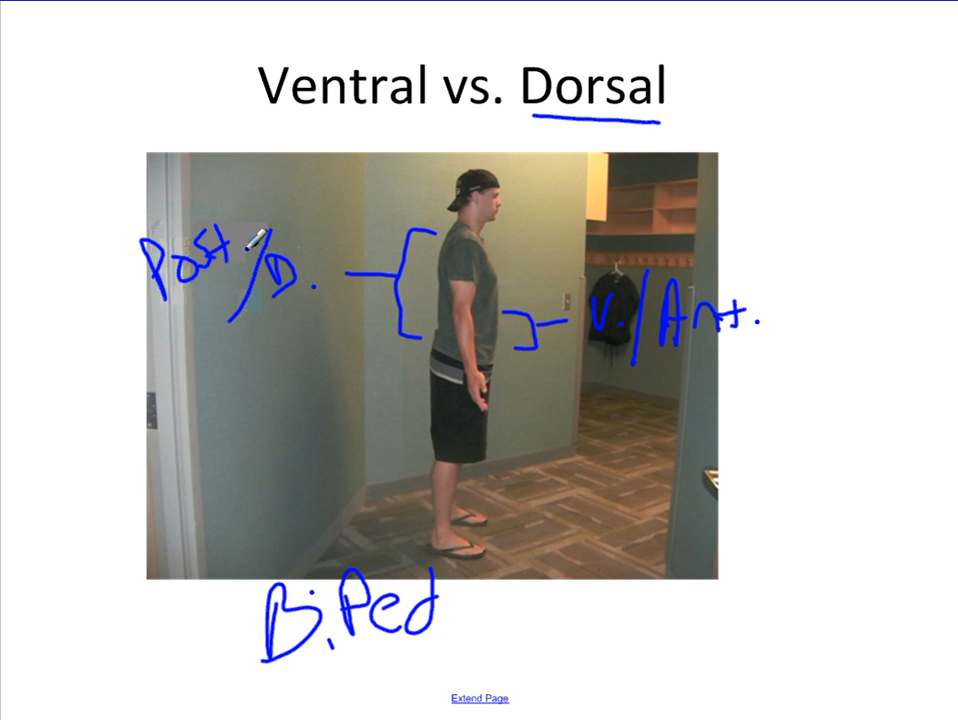 Ventral vs. Dorsal
Post/D.
V./Ant.
Biped
Extend Page